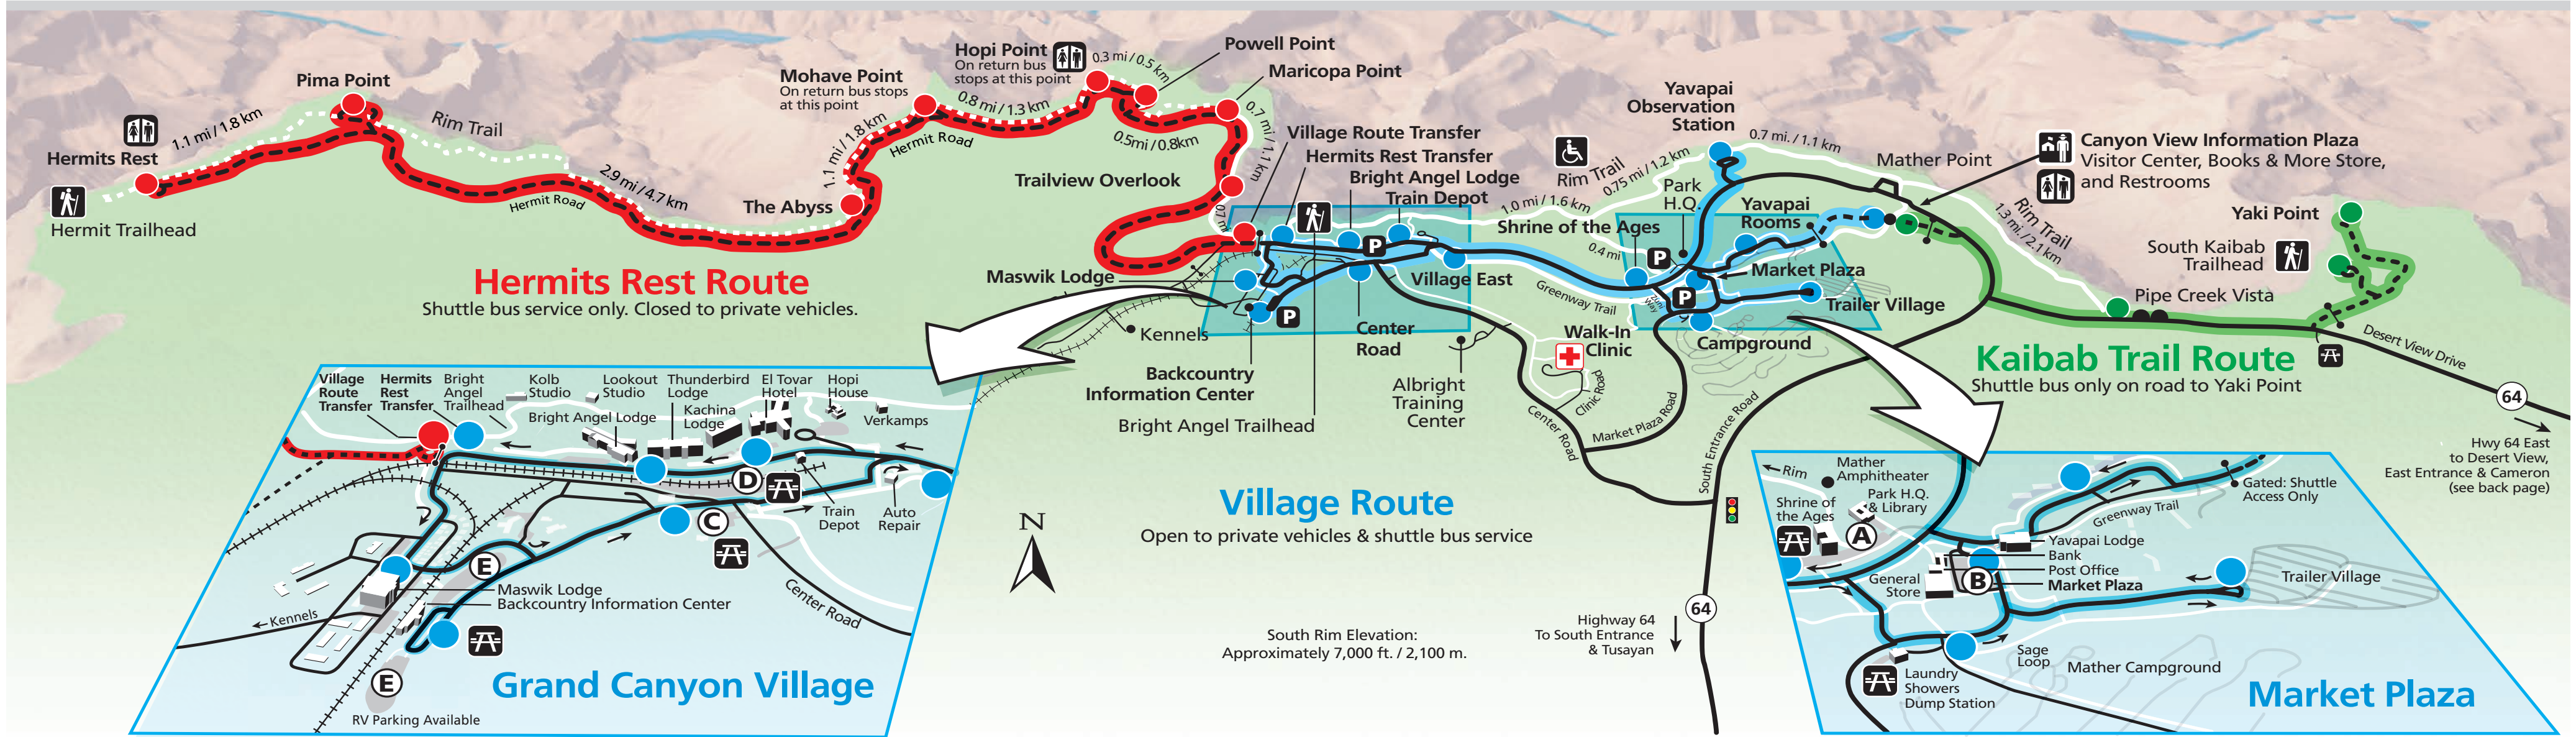 Hermits Rest
Hermit Trailhead
1.1 mi / 1.8 km
Pima Point
Rim Trail
2.9 mi / 4.7 km
Hermit Road
The Abyss
1.1 mi / 1.8 km
Mohave Point
On return bus stops
at this point
Hermit Road
0.8 mi / 1.3 km
Hopi Point
On return bus
stops at this point
0.3 mi / 0.5 km
Powell Point
Maricopa Point
0.5mi/0.8km
0.7 mi / 1.1 km
Trailview Overlook
0.7 mi
Hermits Rest Route
Shuttle bus service only. Closed to private vehicles.
Village Route Transfer
Hermits Rest Transfer
Bright Angel Lodge
Train Depot
P
P
Maswik Lodge
Kennels
Backcountry
Information Center
Bright Angel Trailhead
Center
Road
Village East
Albright
Training
Center
1.0 mi / 1.6 km
Rim Trail
0.75 mi / 1.2 km
Shrine of the Ages
0.4 mi
Greenway Trail
Park
H.Q.
P
P
Zuni
Way
Yavapai
Observation
Station
0.7 mi. / 1.1 km
Mather Point
Yavapai
Rooms
Market Plaza
Trailer Village
Campground
Walk-In
Clinic
Clinic Road
Center Road
Market Plaza Road
South Entrance Road
Canyon View Information Plaza
Visitor Center, Books & More Store,
and Restrooms
Rim Trail
1.3 mi. / 2.1 km
Yaki Point
South Kaibab
Trailhead
Pipe Creek Vista
Desert View Drive
Kaibab Trail Route
Shuttle bus only on road to Yaki Point
64
Hwy 64 East
to Desert View,
East Entrance & Cameron
(see back page)
Village Route
Open to private vehicles & shuttle bus service
N
South Rim Elevation:
Approximately 7,000 ft. / 2,100 m.
64
Highway 64
To South Entrance
& Tusayan
Village
Route
Transfer
Hermits
Rest
Transfer
Bright
Angel
Trailhead
Kolb
Studio
Lookout
Studio
Bright Angel Lodge
Thunderbird
Lodge
Kachina
Lodge
El Tovar
Hotel
Hopi
House
Verkamps
D
C
Train
Depot
Auto
Repair
E
Maswik Lodge
Backcountry Information Center
Center Road
Kennels
E
RV Parking Available
Grand Canyon Village
Rim
Mather
Amphitheater
Park H.Q.
& Library
Shrine of
the Ages
A
Gated: Shuttle
Access Only
Greenway Trail
Yavapai Lodge
Bank
Post Office
Market Plaza
B
General
Store
Trailer Village
Sage
Loop
Mather Campground
Laundry
Showers
Dump Station
Market Plaza